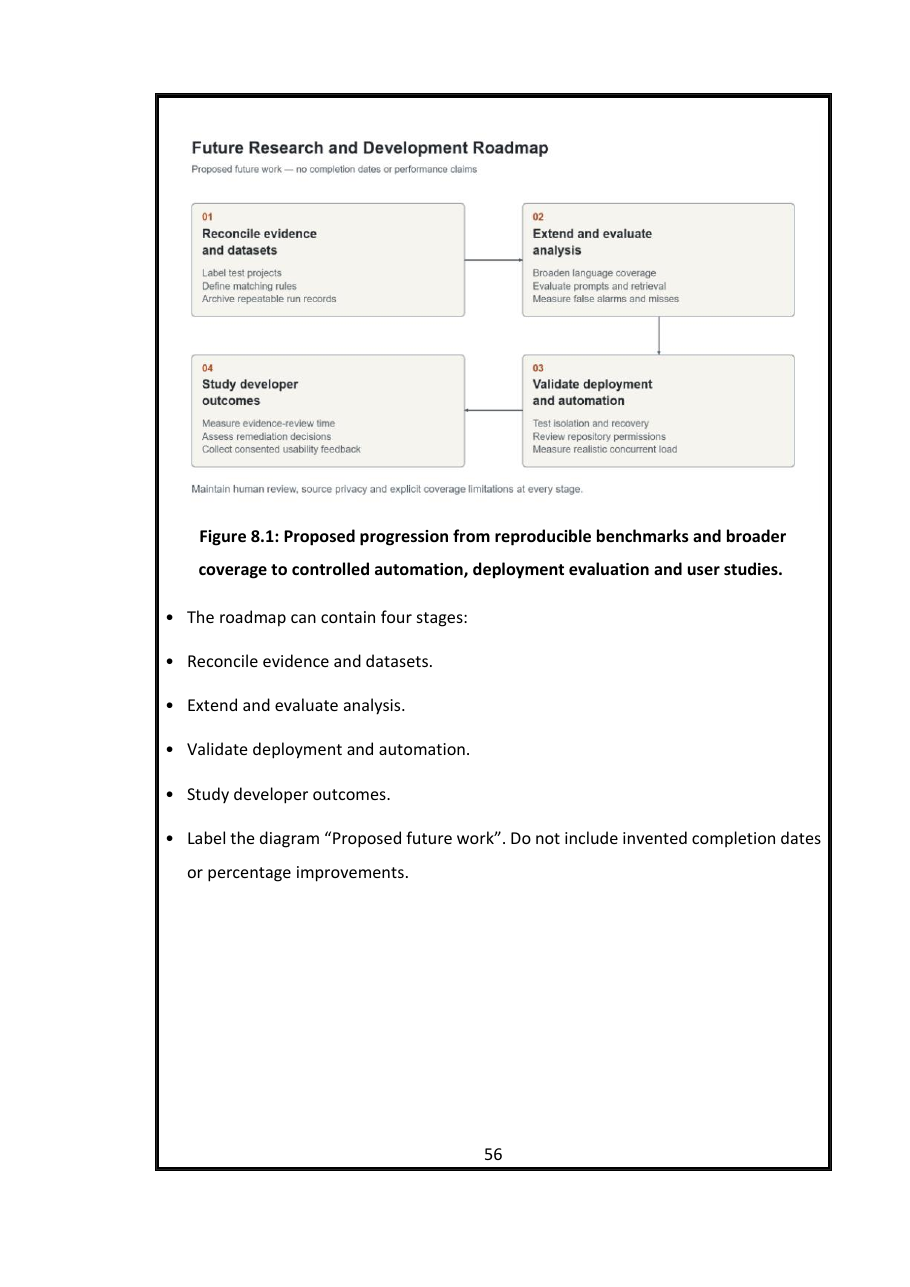 Future Research and Development Roadmap
Proposed future work — no completion dates or performance claims
01
Reconcile evidence
and datasets
Label test projects
Define matching rules
Archive repeatable run records
02
Extend and evaluate
analysis
Broaden language coverage
Evaluate prompts and retrieval
Measure false alarms and misses
03
Validate deployment
and automation
Test isolation and recovery
Review repository permissions
Measure realistic concurrent load
04
Study developer
outcomes
Measure evidence-review time
Assess remediation decisions
Collect consented usability feedback
Maintain human review, source privacy and explicit coverage limitations at every stage.
Figure 8.1: Proposed progression from reproducible benchmarks and broader
coverage to controlled automation, deployment evaluation and user studies.
• The roadmap can contain four stages:
• Reconcile evidence and datasets.
• Extend and evaluate analysis.
• Validate deployment and automation.
• Study developer outcomes.
• Label the diagram “Proposed future work”. Do not include invented completion dates
or percentage improvements.
56